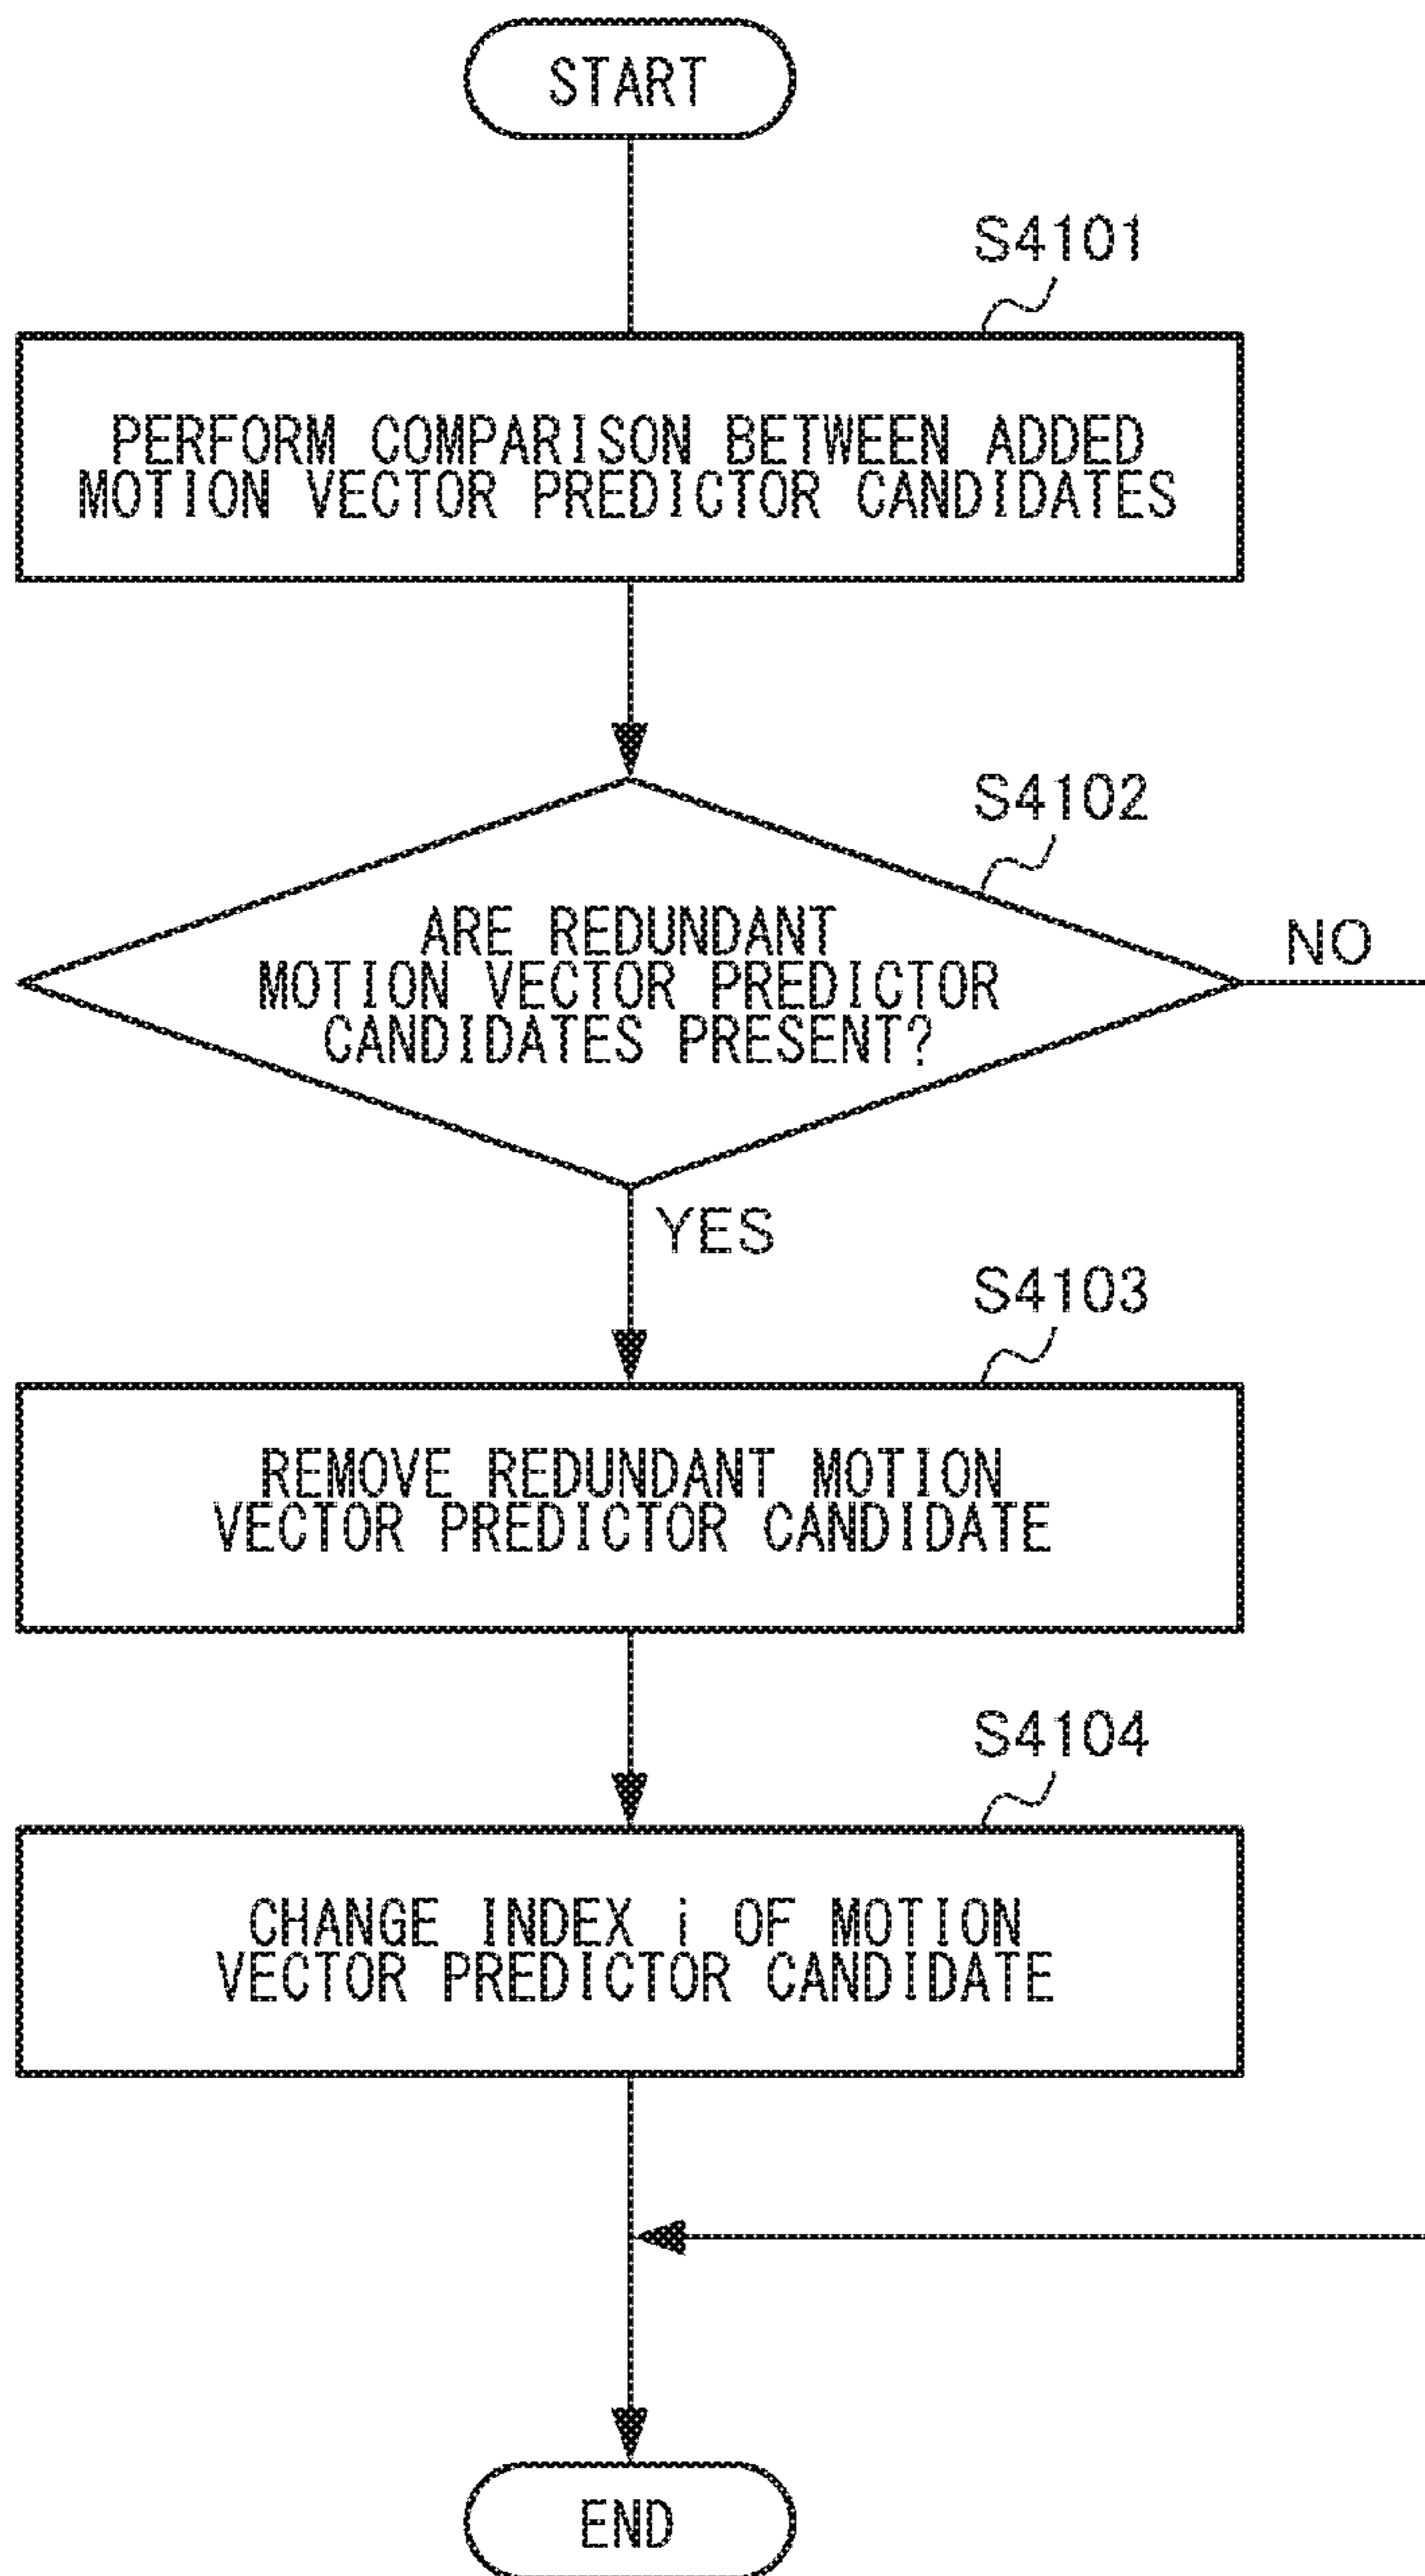 START
S4101
PERFORM COMPARISON BETWEEN ADDED
MOTION VECTOR PREDICTOR CANDIDATES
S4102
ARE REDUNDANT
MOTION VECTOR PREDICTOR
CANDIDATES PRESENT?
NO
YES
S4103
REMOVE REDUNDANT MOTION
VECTOR PREDICTOR CANDIDATE
S4104
CHANGE INDEX i OF MOTION
VECTOR PREDICTOR CANDIDATE
END